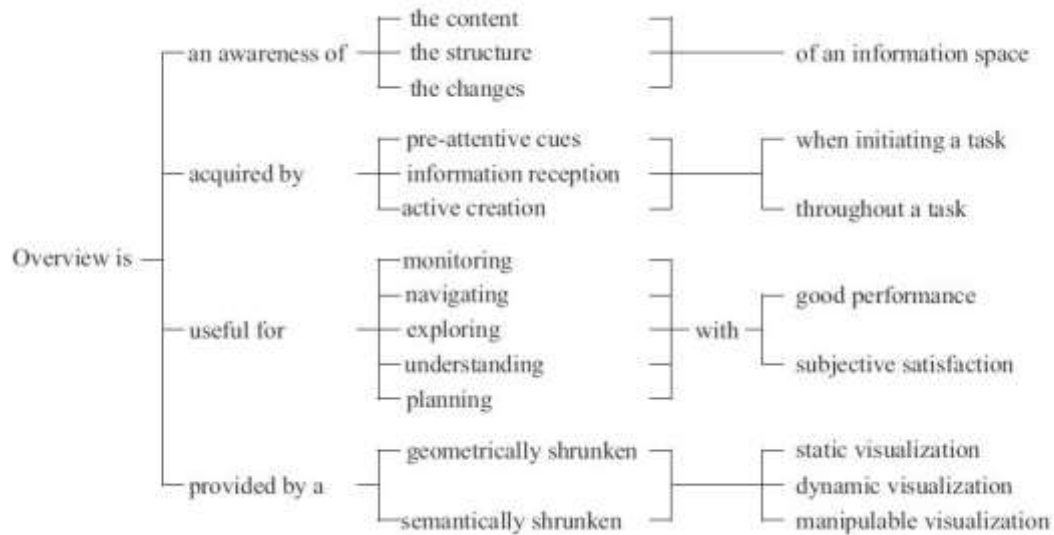 the content
an awareness of the structure of an information space
the changes
pre-attentive cues when initiating a task
acquired by information reception
active creation throughout a task
Overview is
monitoring
navigating good performance
useful for exploring with
understanding subjective satisfaction
planning
geometrically shrunken static visualization
provided by a dynamic visualization
semantically shrunken manipulable visualization